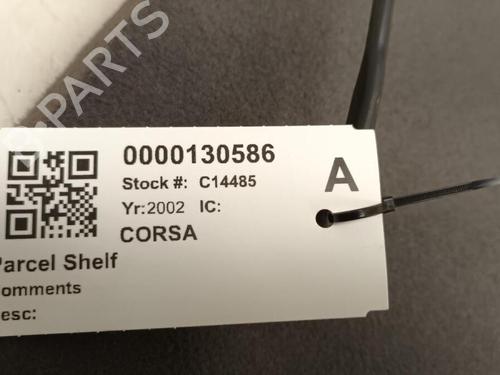 0000130586
A
Stock #: C14485
Yr:2002 IC:
CORSA
Parcel Shelf
omments
esc:
B-PARTS